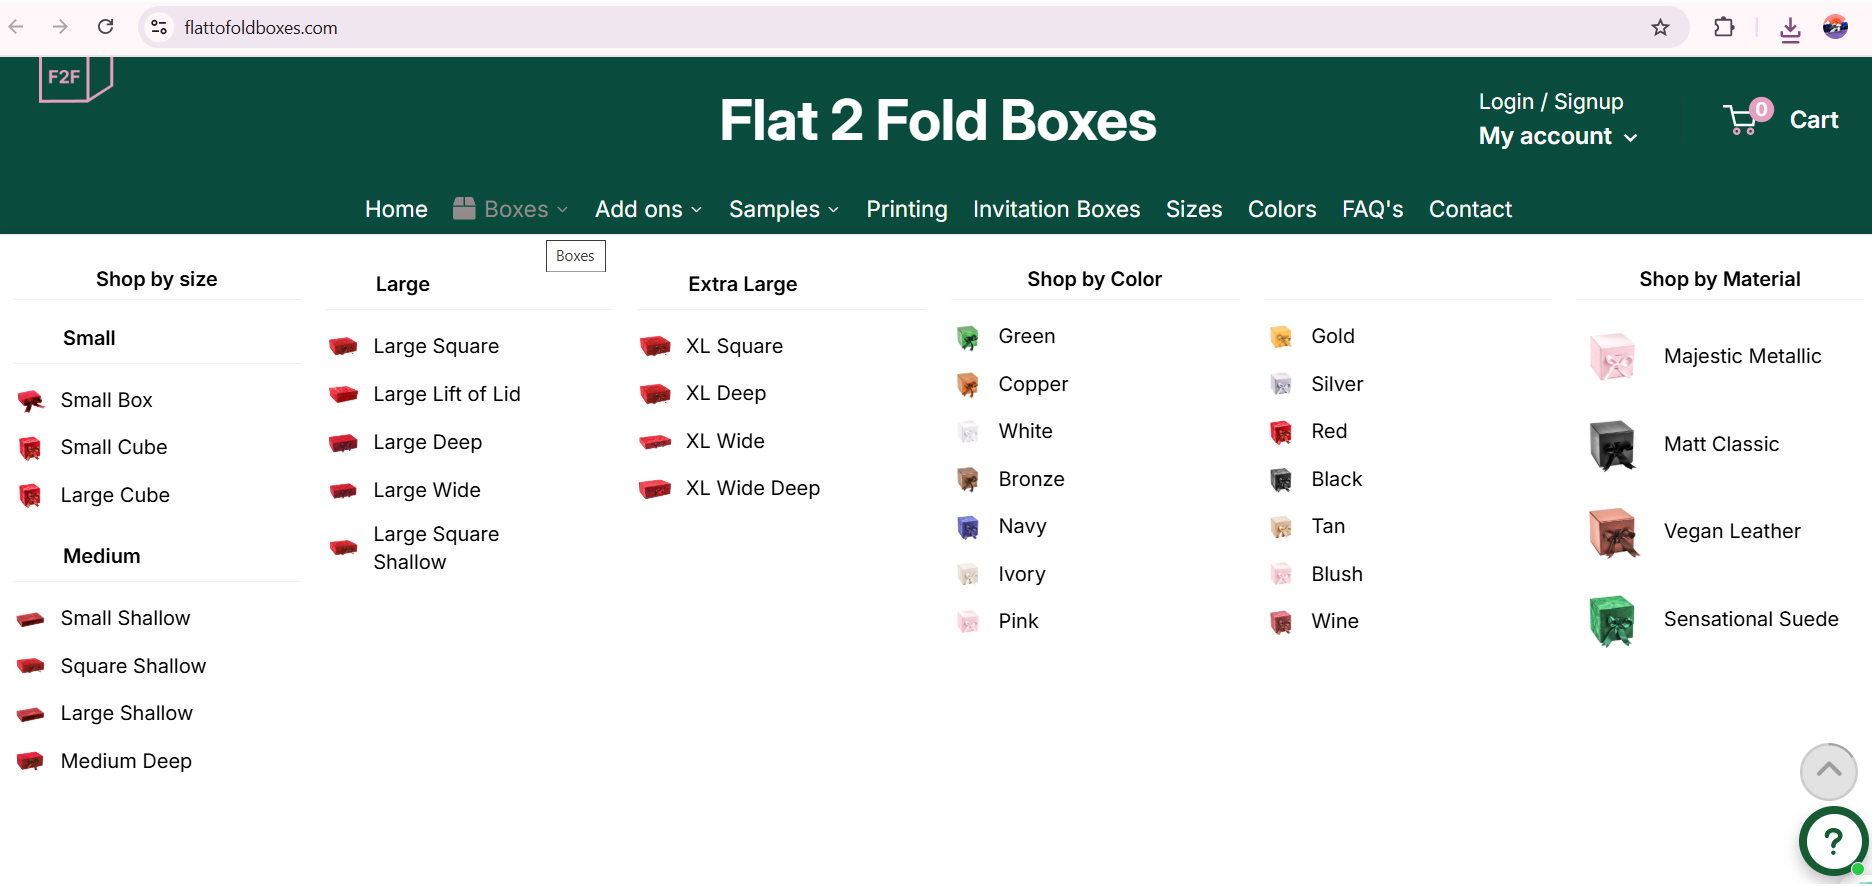 flattofoldboxes.com
F2F
Flat 2 Fold Boxes
Login / Signup
My account
0
Cart
Home
Boxes
Add ons
Samples
Printing
Invitation Boxes
Sizes
Colors
FAQ's
Contact
Boxes
Shop by size
Small
Small Box
Small Cube
Large Cube
Medium
Small Shallow
Square Shallow
Large Shallow
Medium Deep
Large
Large Square
Large Lift of Lid
Large Deep
Large Wide
Large Square
Shallow
Extra Large
XL Square
XL Deep
XL Wide
XL Wide Deep
Shop by Color
Green
Copper
White
Bronze
Navy
Ivory
Pink
Gold
Silver
Red
Black
Tan
Blush
Wine
Shop by Material
Majestic Metallic
Matt Classic
Vegan Leather
Sensational Suede
?